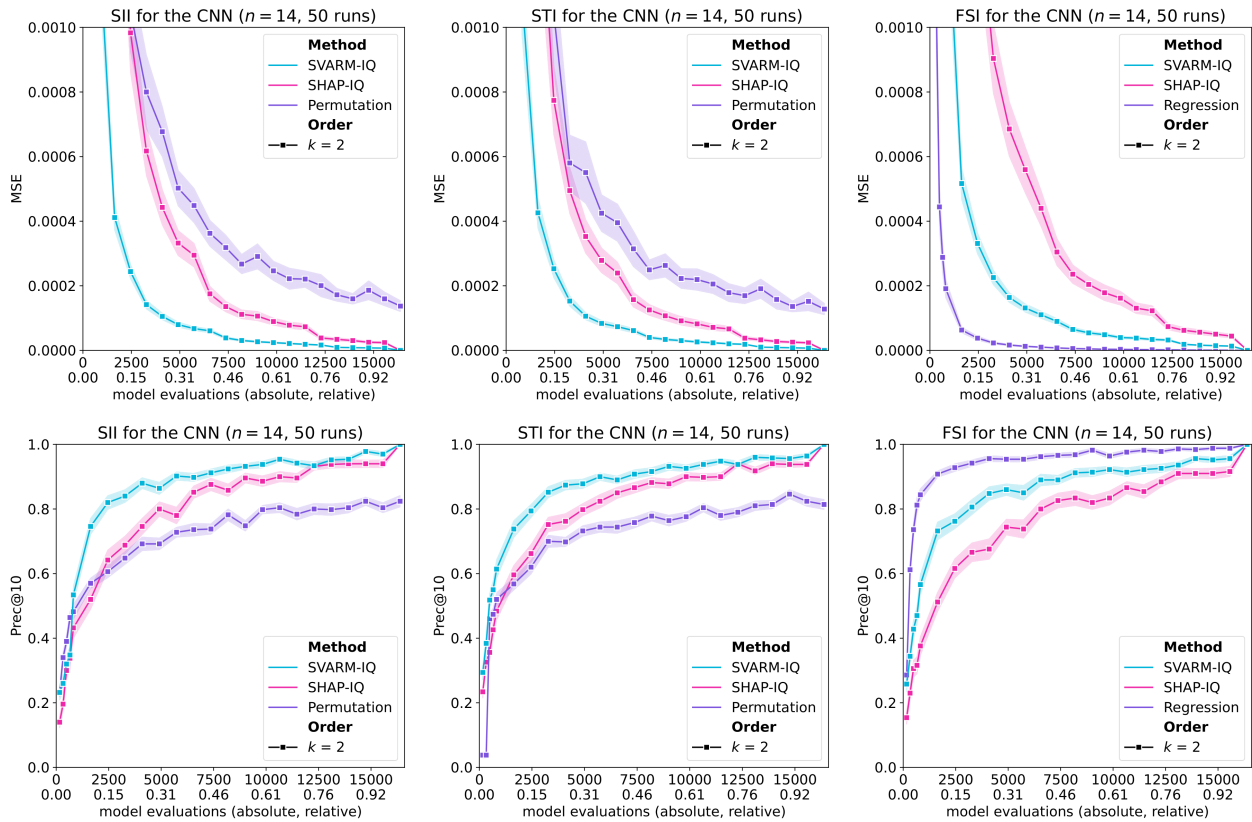 SII for the CNN (n = 14, 50 runs)
0.0010
0.0008
0.0006
0.0004
0.0002
0.0000
MSE
Method
SVARM-IQ
SHAP-IQ
Permutation
Order
k = 2
0 2500 5000 7500 10000 12500 15000
0.00 0.15 0.31 0.46 0.61 0.76 0.92
model evaluations (absolute, relative)
STI for the CNN (n = 14, 50 runs)
0.0010
0.0008
0.0006
0.0004
0.0002
0.0000
MSE
Method
SVARM-IQ
SHAP-IQ
Permutation
Order
k = 2
0 2500 5000 7500 10000 12500 15000
0.00 0.15 0.31 0.46 0.61 0.76 0.92
model evaluations (absolute, relative)
FSI for the CNN (n = 14, 50 runs)
0.0010
0.0008
0.0006
0.0004
0.0002
0.0000
MSE
Method
SVARM-IQ
SHAP-IQ
Regression
Order
k = 2
0 2500 5000 7500 10000 12500 15000
0.00 0.15 0.31 0.46 0.61 0.76 0.92
model evaluations (absolute, relative)
SII for the CNN (n = 14, 50 runs)
1.0
0.8
0.6
0.4
0.2
0.0
Prec@10
Method
SVARM-IQ
SHAP-IQ
Permutation
Order
k = 2
0 2500 5000 7500 10000 12500 15000
0.00 0.15 0.31 0.46 0.61 0.76 0.92
model evaluations (absolute, relative)
STI for the CNN (n = 14, 50 runs)
1.0
0.8
0.6
0.4
0.2
0.0
Prec@10
Method
SVARM-IQ
SHAP-IQ
Permutation
Order
k = 2
0 2500 5000 7500 10000 12500 15000
0.00 0.15 0.31 0.46 0.61 0.76 0.92
model evaluations (absolute, relative)
FSI for the CNN (n = 14, 50 runs)
1.0
0.8
0.6
0.4
0.2
0.0
Prec@10
Method
SVARM-IQ
SHAP-IQ
Regression
Order
k = 2
0 2500 5000 7500 10000 12500 15000
0.00 0.15 0.31 0.46 0.61 0.76 0.92
model evaluations (absolute, relative)